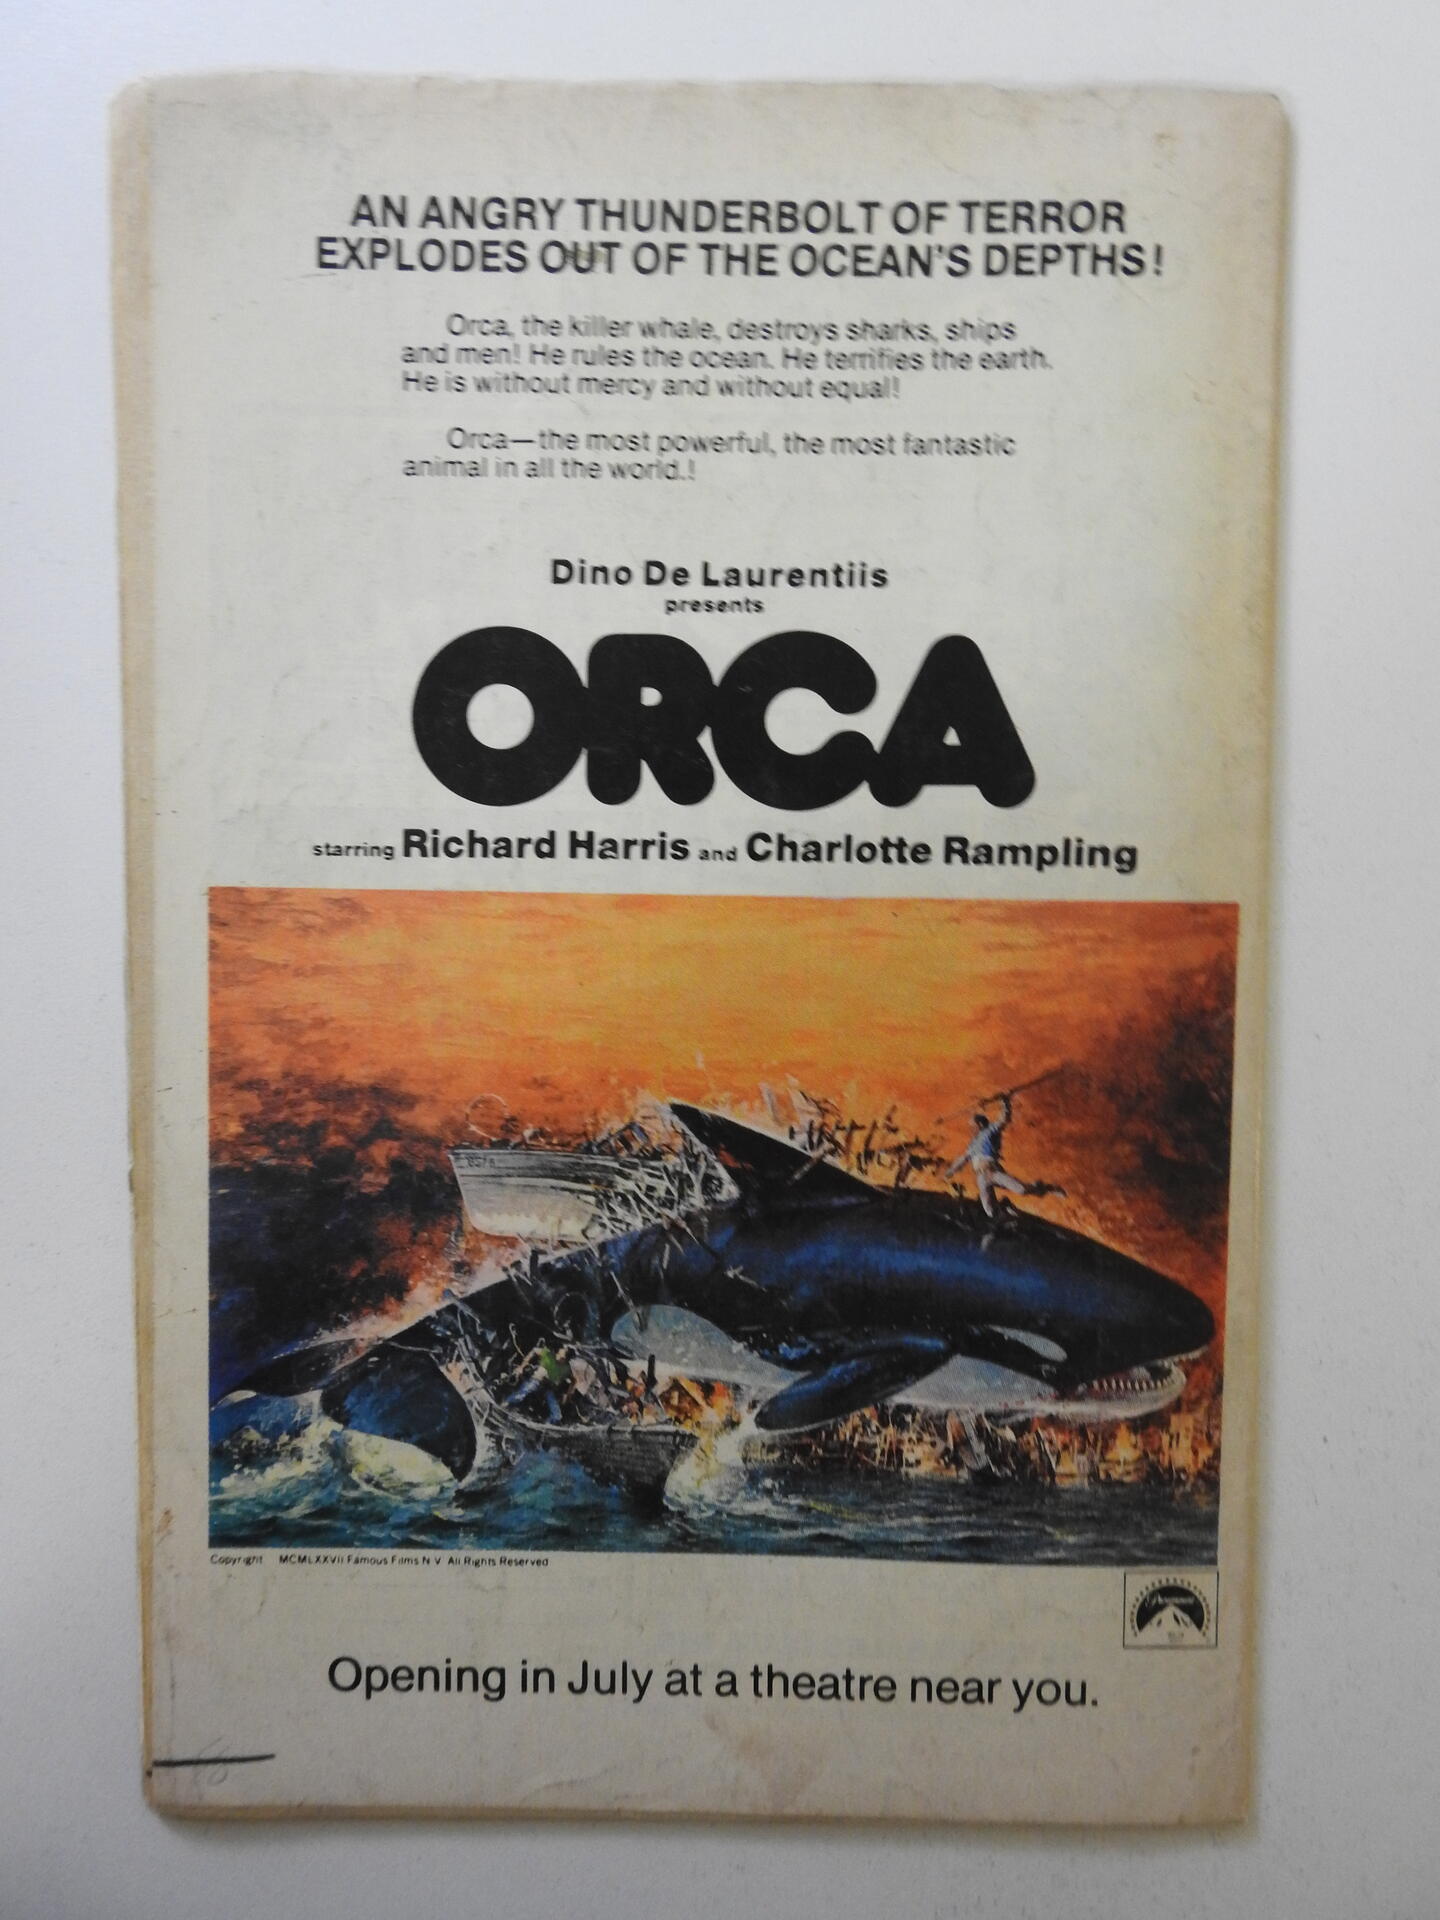 AN ANGRY THUNDERBOLT OF TERROR
EXPLODES OUT OF THE OCEAN'S DEPTHS!
Orca, the killer whale, destroys sharks, ships
and men! He rules the ocean. He terrifies the earth.
He is without mercy and without equal!
Orca—the most powerful, the most fantastic
animal in all the world.!
Dino De Laurentiis
presents
ORCA
starring Richard Harris and Charlotte Rampling
Copyright MCMLXXVII Famous Films N V All Rights Reserved
Paramount
Opening in July at a theatre near you.